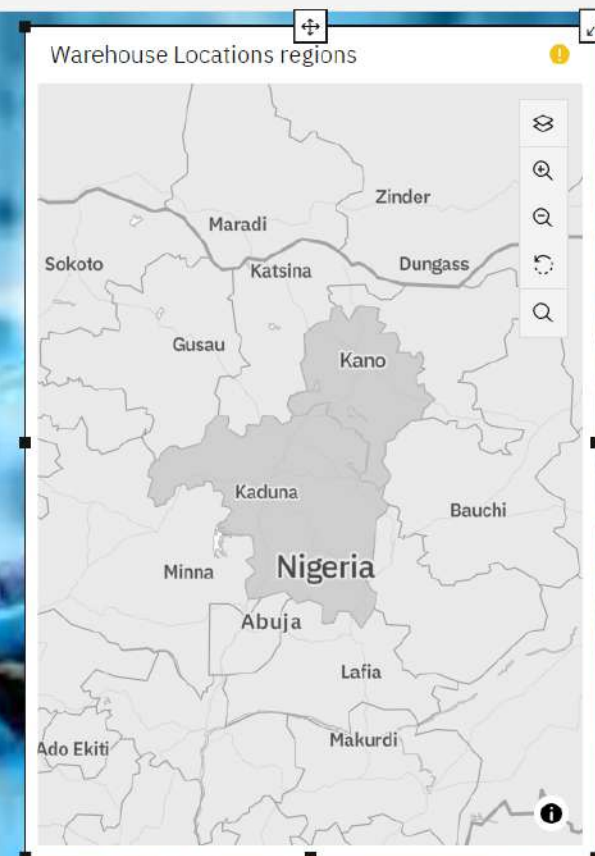 Warehouse Locations regions
Zinder
Maradi
Sokoto
Katsina
Dungass
Gusau
Kano
Kaduna
Bauchi
Minna
Nigeria
Abuja
Lafia
Ado Ekiti
Makurdi